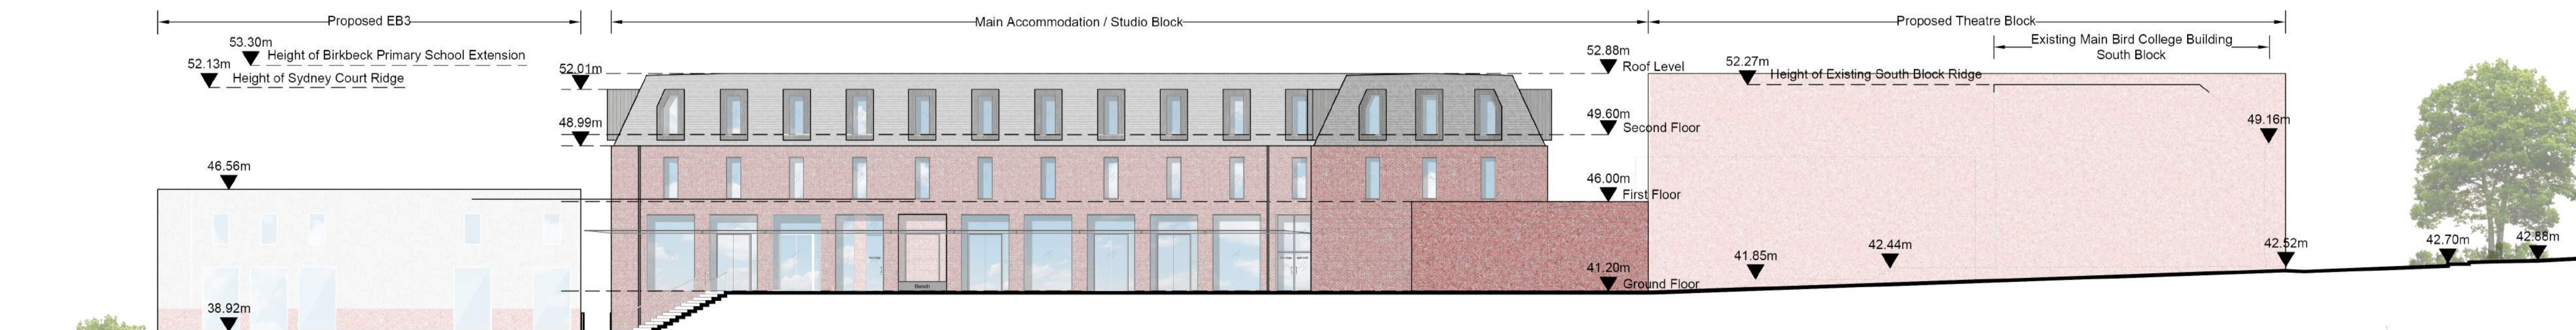 Proposed EB3
Main Accommodation / Studio Block
Proposed Theatre Block
53.30m
Height of Birkbeck Primary School Extension
52.13m
Height of Sydney Court Ridge
52.01m
48.99m
46.56m
38.92m
52.88m
Roof Level
49.60m
Second Floor
46.00m
First Floor
41.20m
Ground Floor
Bench
Existing Main Bird College Building
South Block
52.27m
Height of Existing South Block Ridge
49.16m
41.85m
42.44m
42.52m
42.70m
42.88m